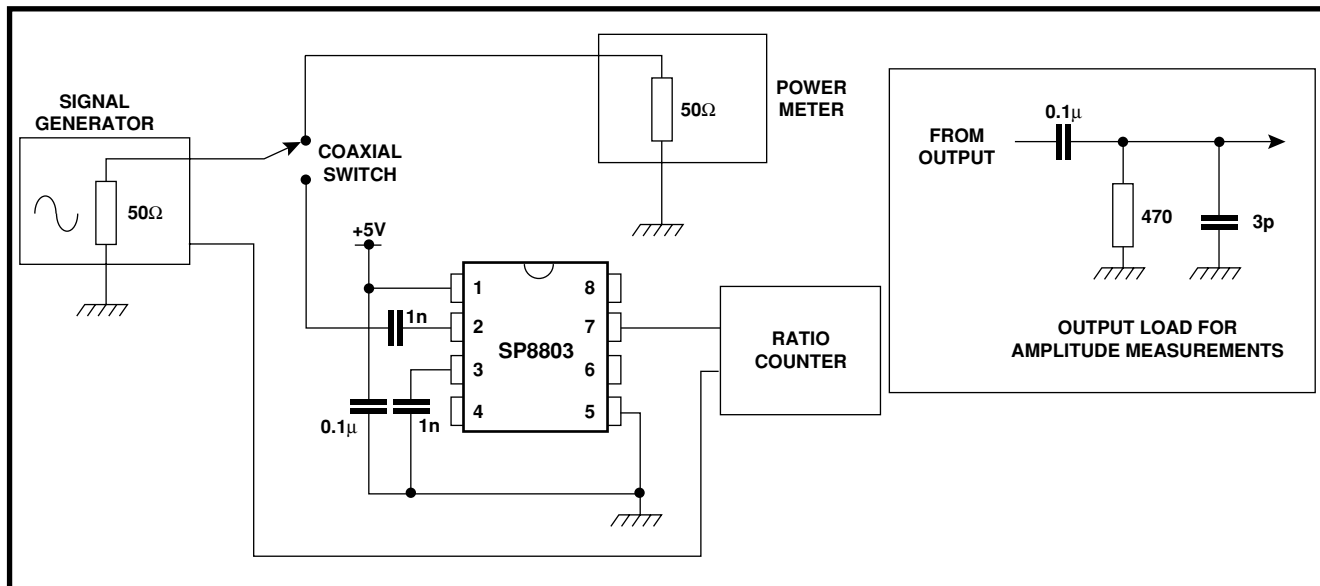 SIGNAL
GENERATOR
50Ω
COAXIAL
SWITCH
50Ω
POWER
METER
+5V
1n
0.1μ
1n
1
2
3
4
SP8803
8
7
6
5
RATIO
COUNTER
FROM
OUTPUT
0.1μ
470
3p
OUTPUT LOAD FOR
AMPLITUDE MEASUREMENTS